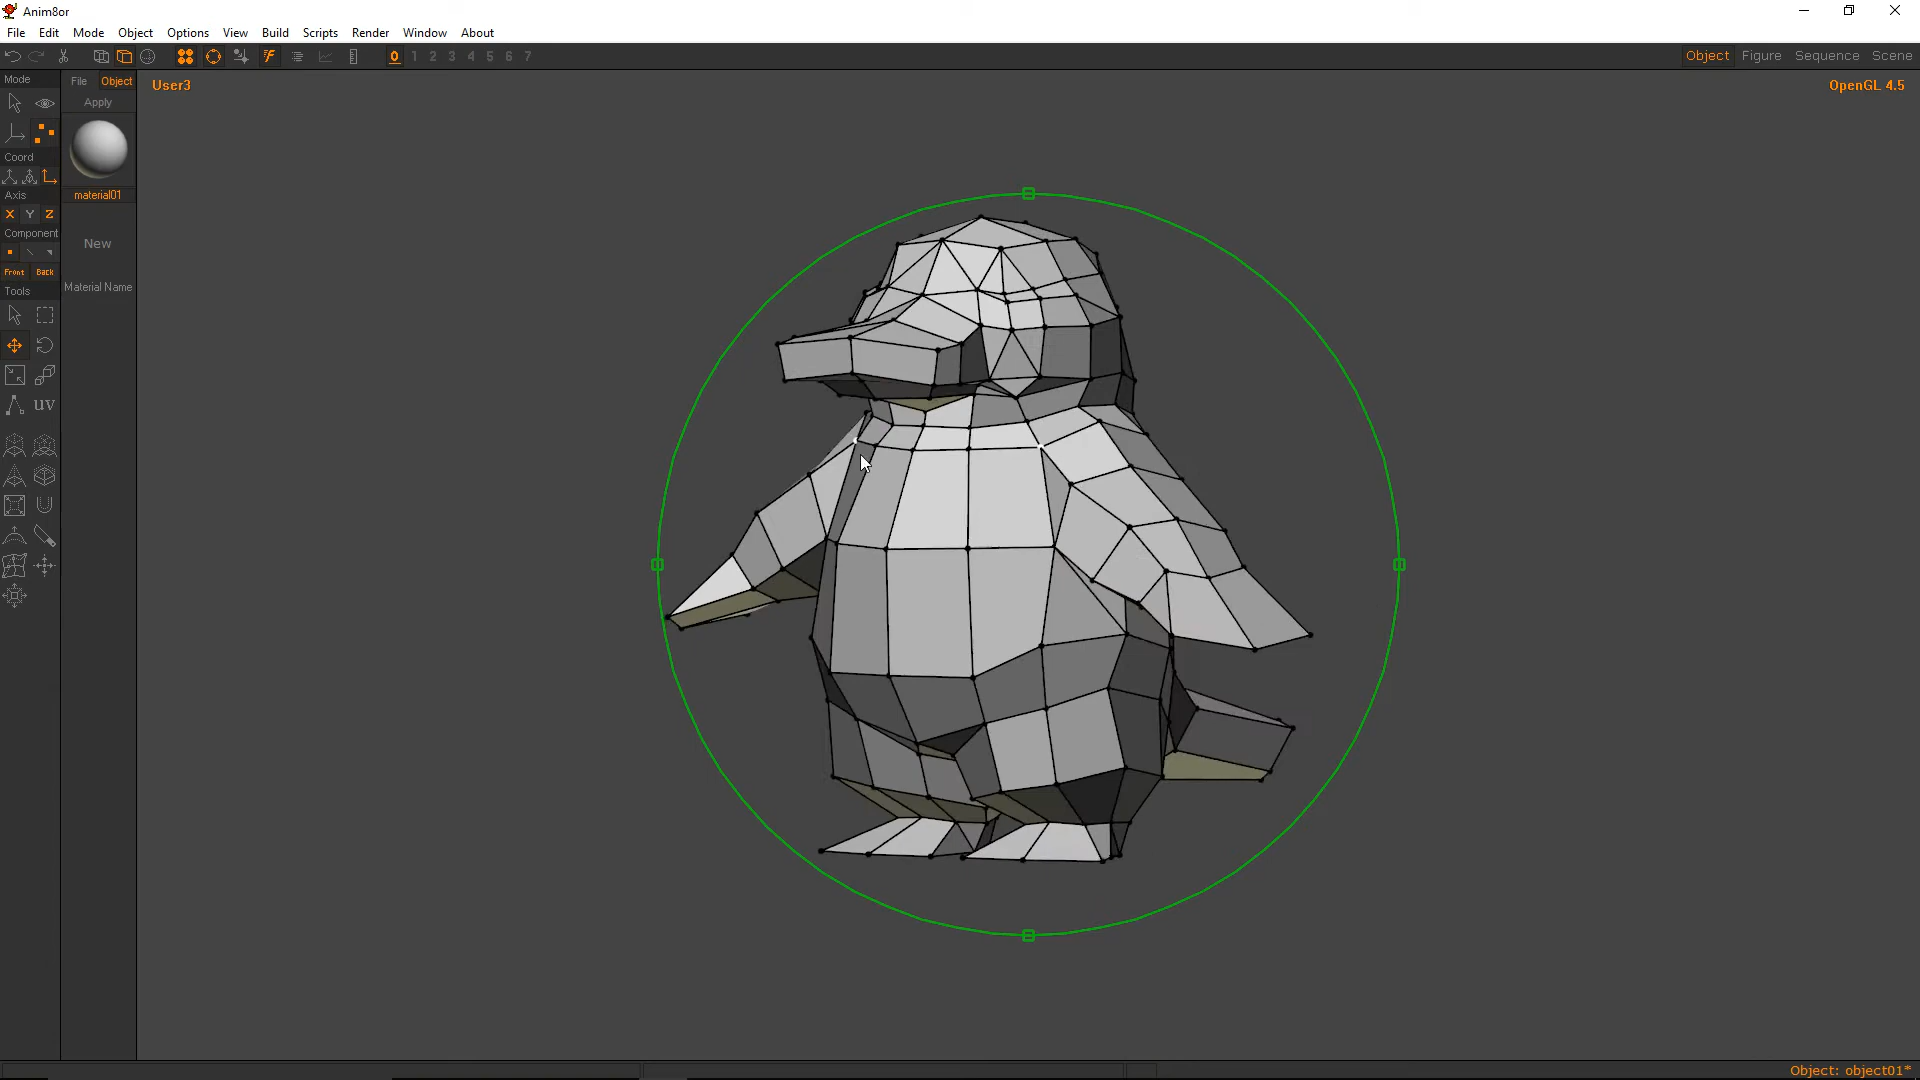 Anim8or
File Edit Mode Object Options View Build Scripts Render Window About
0 1 2 3 4 5 6 7
Object Figure Sequence Scene
Mode
File Object
Apply
User3
OpenGL 4.5
Coord
Axis
material01
X Y Z
Component
New
Front Back
Tools
Material Name
UV
Object: object01*